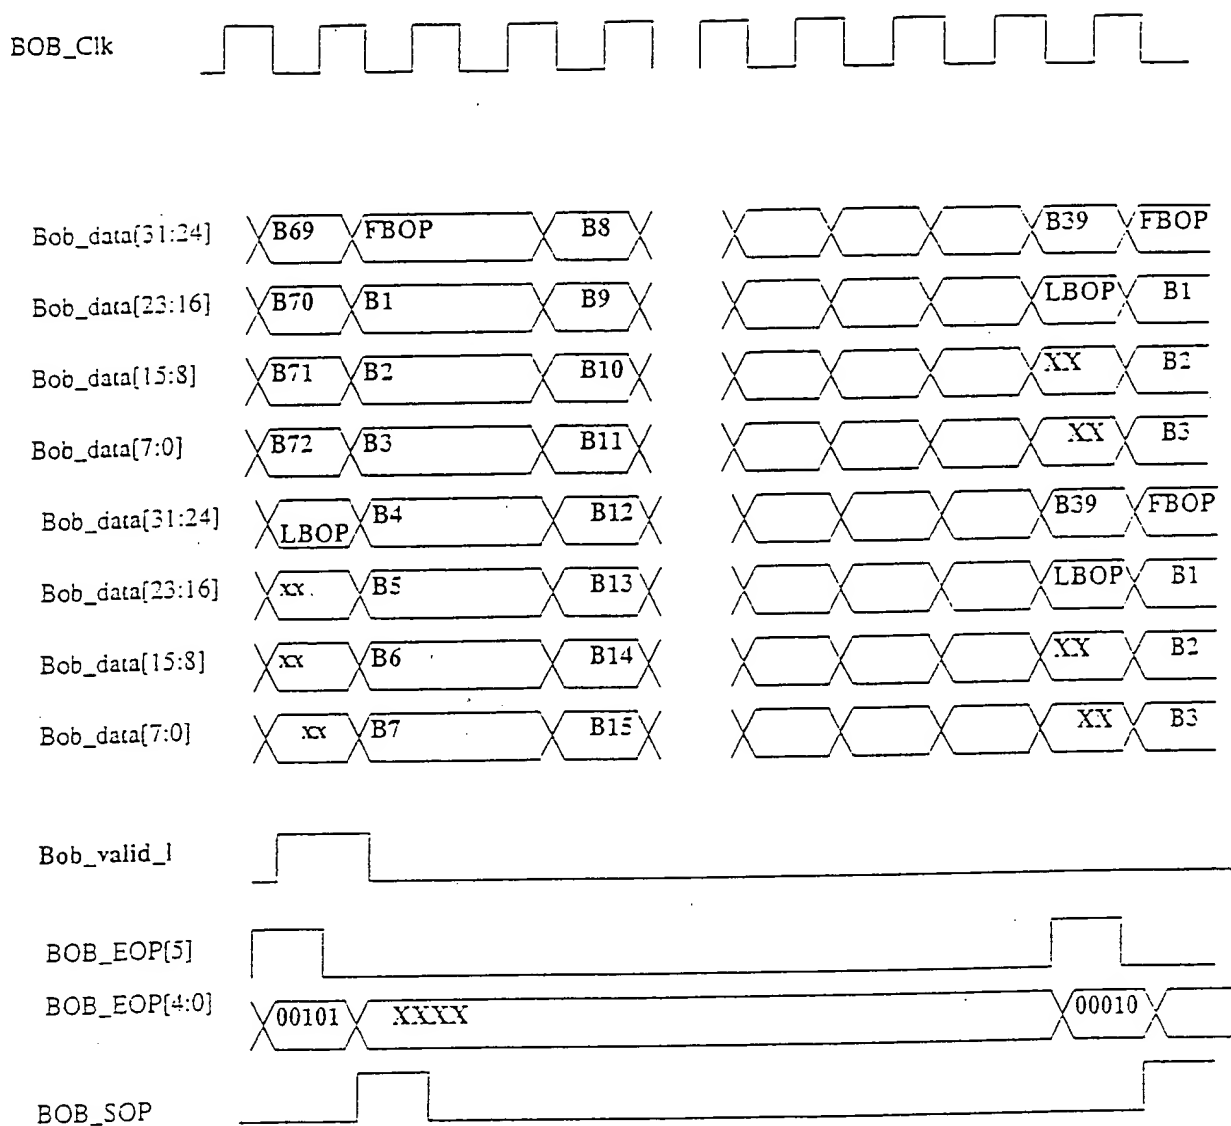 BOB_Clk
Bob_data[31:24] B69 FBOP B8 B39 FBOP
Bob_data[23:16] B70 B1 B9 LBOP B1
Bob_data[15:8] B71 B2 B10 XX B2
Bob_data[7:0] B72 B3 B11 XX B3
Bob_data[31:24] LBOP B4 B12 B39 FBOP
Bob_data[23:16] xx B5 B13 LBOP B1
Bob_data[15:8] xx B6 B14 XX B2
Bob_data[7:0] xx B7 B15 XX B3
Bob_valid_l
BOB_EOP[5]
BOB_EOP[4:0] 00101 XXXX 00010
BOB_SOP